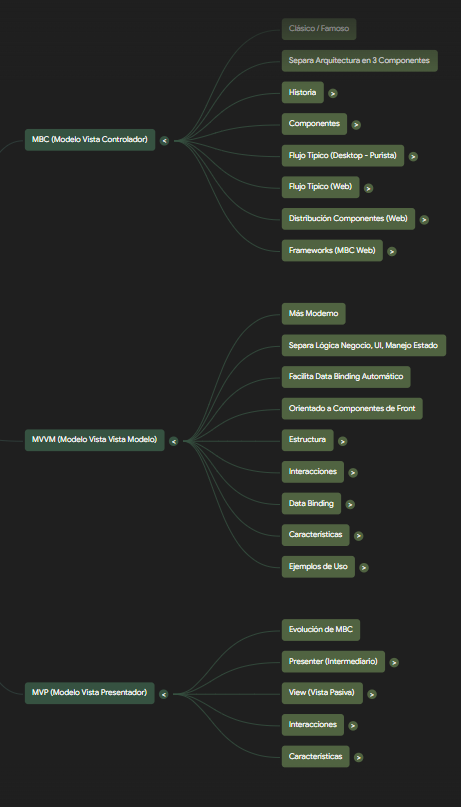 Clásico / Famoso
Separa Arquitectura en 3 Componentes
Historia
Componentes
MBC (Modelo Vista Controlador)
Flujo Tipico (Desktop - Purista)
Flujo Tipico (Web)
Distribución Componentes (Web)
Frameworks (MBC Web)
Más Moderno
Separa Lógica Negocio, UI, Manejo Estado
Facilita Data Binding Automático
Orientado a Componentes de Front
MVVM (Modelo Vista Vista Modelo)
Estructura
Interacciones
Data Binding
Características
Ejemplos de Uso
Evolución de MBC
Presenter (Intermediario)
MVP (Modelo Vista Presentador)
View (Vista Pasiva)
Interacciones
Características